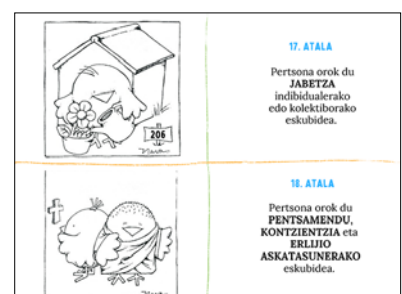 17. ATALA
Pertsona orok du
JABETZA
indibidualerako
edo kolektiborako
eskubidea.
206
18. ATALA
Pertsona orok du
PENTSAMENDU,
KONTZIENTZIA eta
ERLIJIO
ASKATASUNERAKO
eskubidea.